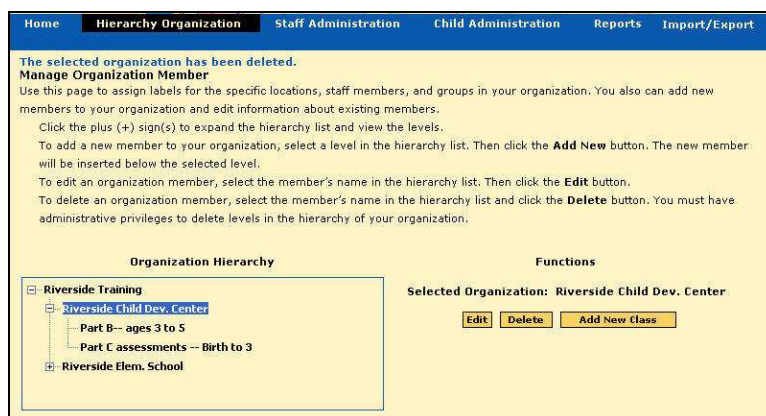 Home Hierarchy Organization Staff Administration Child Administration Reports Import/Export
The selected organization has been deleted.
Manage Organization Member
Use this page to assign labels for the specific locations, staff members, and groups in your organization. You also can add new
members to your organization and edit information about existing members.
Click the plus (+) sign(s) to expand the hierarchy list and view the levels.
To add a new member to your organization, select a level in the hierarchy list. Then click the Add New button. The new member
will be inserted below the selected level.
To edit an organization member, select the member's name in the hierarchy list. Then click the Edit button.
To delete an organization member, select the member's name in the hierarchy list and click the Delete button. You must have
administrative privileges to delete levels in the hierarchy of your organization.
Organization Hierarchy
Riverside Training
Riverside Child Dev. Center
Part B-- ages 3 to 5
Part C assessments -- Birth to 3
Riverside Elem. School
Functions
Selected Organization: Riverside Child Dev. Center
Edit Delete Add New Class